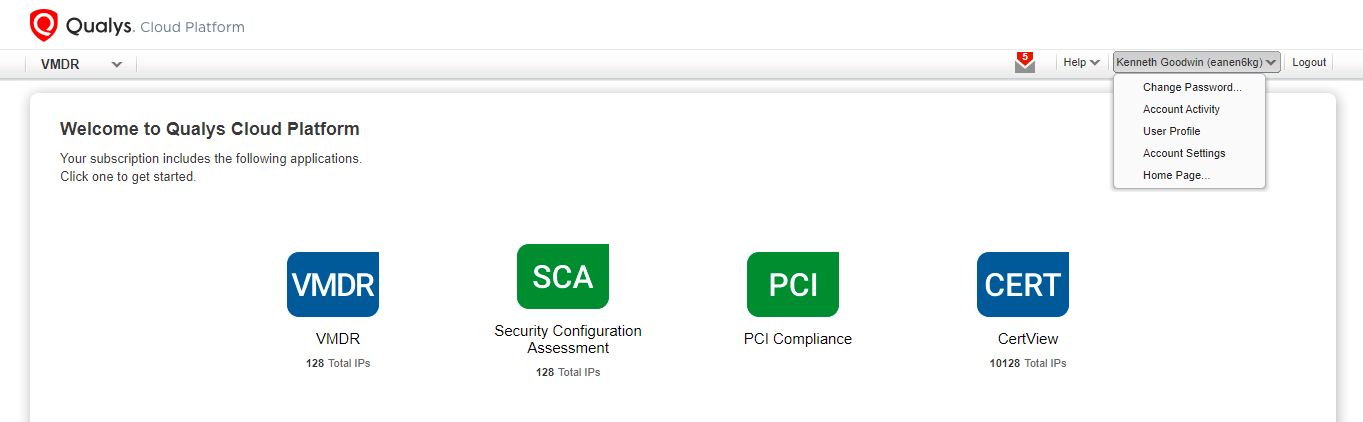 Qualys. Cloud Platform
VMDR
5
Help
Kenneth Goodwin (eanen6kg)
Logout
Change Password...
Account Activity
User Profile
Account Settings
Home Page...
Welcome to Qualys Cloud Platform
Your subscription includes the following applications.
Click one to get started.
VMDR
VMDR
128 Total IPs
SCA
Security Configuration
Assessment
128 Total IPs
PCI
PCI Compliance
CERT
CertView
10128 Total IPs